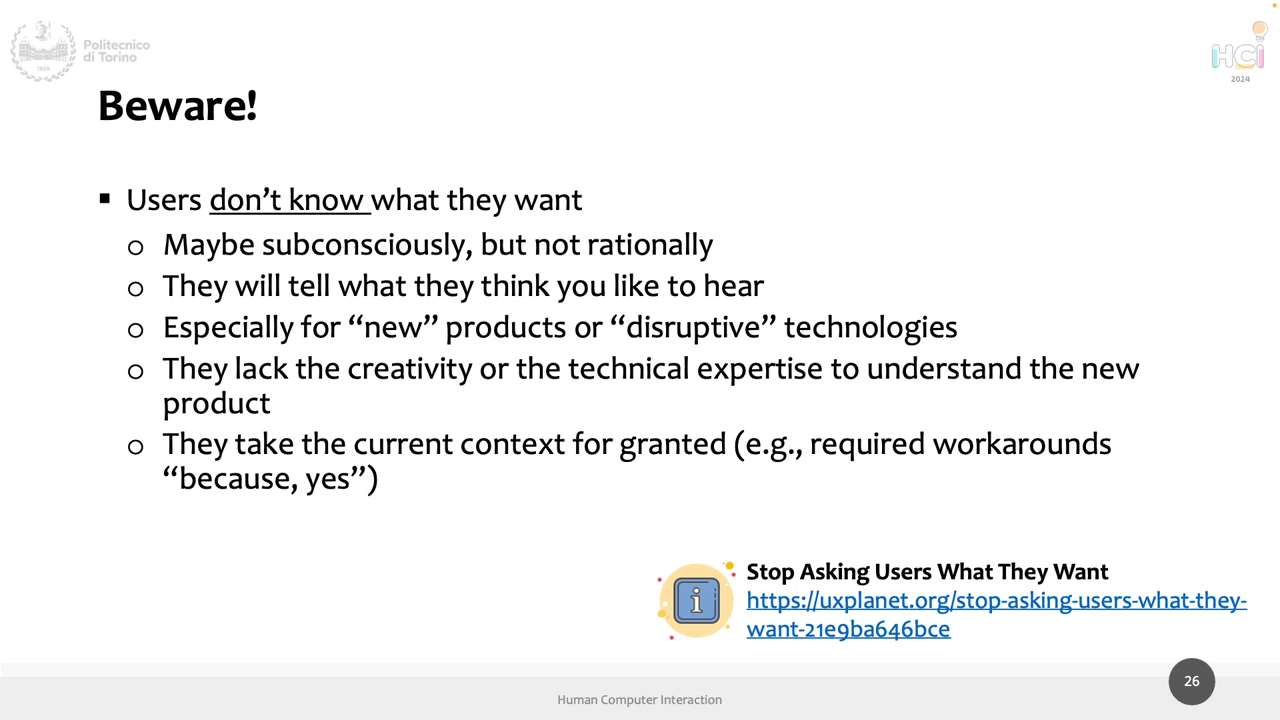 Politecnico
di Torino
1859
HCI
2024
Beware!
▪ Users don’t know what they want
o Maybe subconsciously, but not rationally
o They will tell what they think you like to hear
o Especially for “new” products or “disruptive” technologies
o They lack the creativity or the technical expertise to understand the new
product
o They take the current context for granted (e.g., required workarounds
“because, yes”)
i
Stop Asking Users What They Want
https://uxplanet.org/stop-asking-users-what-they-
want-21e9ba646bce
26
Human Computer Interaction